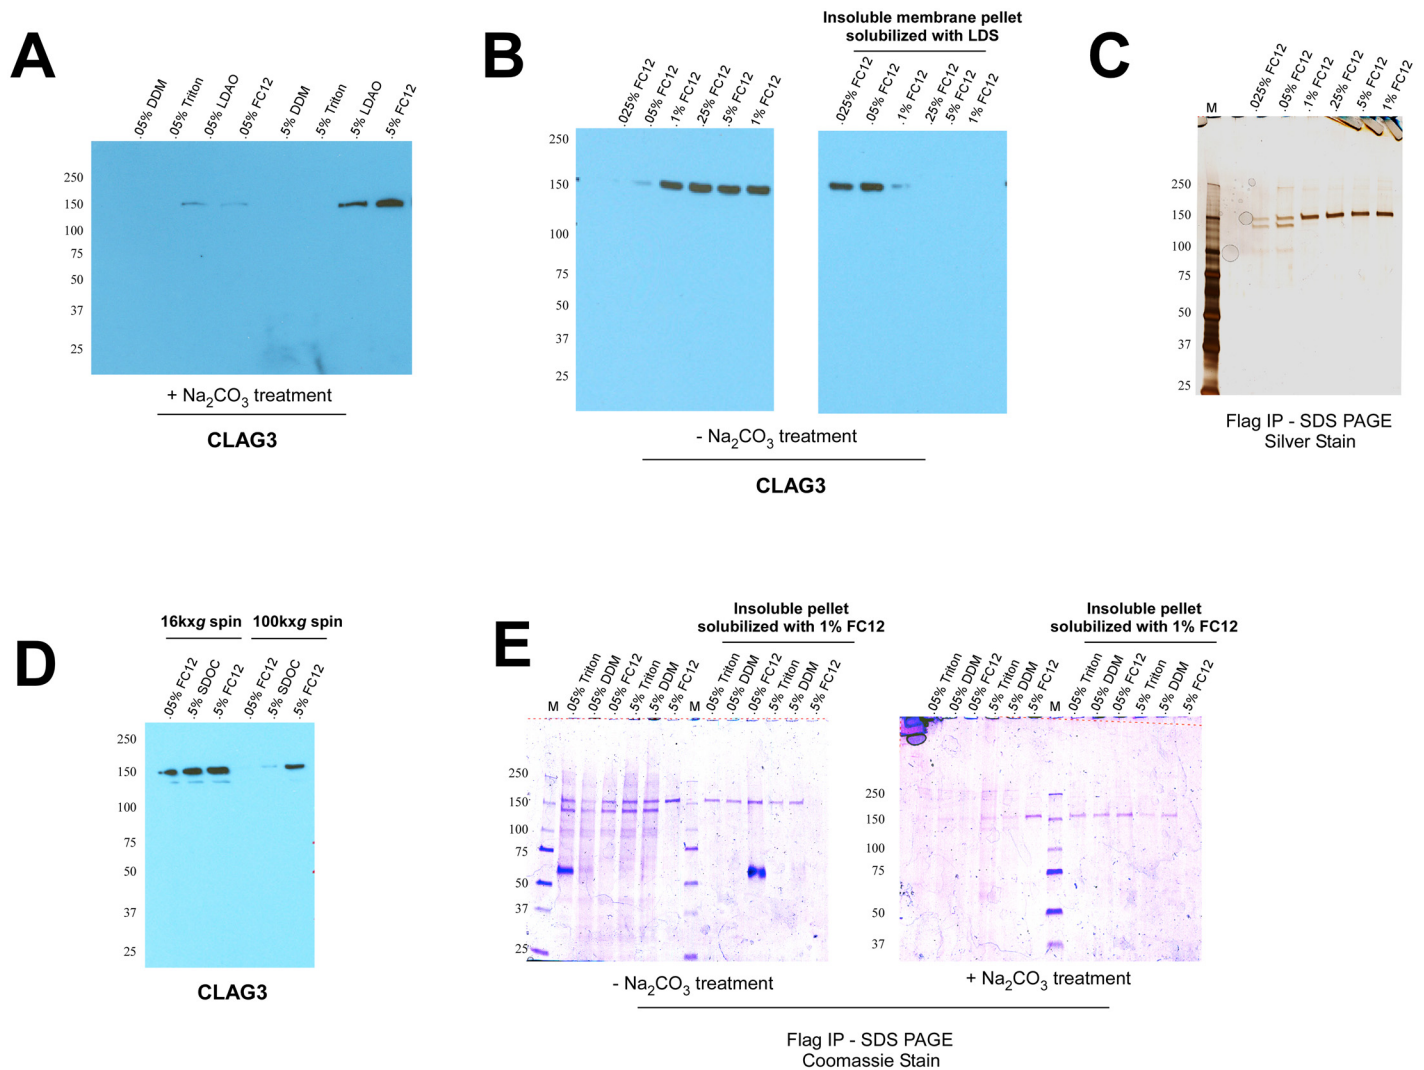 A
.05% DDM
.05% Triton
.05% LDAO
.05% FC12
.5% DDM
.5% Triton
.5% LDAO
.5% FC12
250
150
100
75
50
37
25
+ Na2CO3 treatment
CLAG3
B
Insoluble membrane pellet
solubilized with LDS
.025% FC12
.05% FC12
.1% FC12
.25% FC12
.5% FC12
1% FC12
.025% FC12
.05% FC12
.1% FC12
.25% FC12
.5% FC12
1% FC12
250
150
100
75
50
37
25
- Na2CO3 treatment
CLAG3
C
M
.025% FC12
.05% FC12
.1% FC12
.25% FC12
.5% FC12
1% FC12
250
150
100
75
50
37
25
Flag IP - SDS PAGE
Silver Stain
D
16kxg spin
100kxg spin
.05% FC12
.5% SDOC
.5% FC12
.05% FC12
.5% SDOC
.5% FC12
250
150
100
75
50
37
25
CLAG3
E
Insoluble pellet
solubilized with 1% FC12
M
.05% Triton
.05% DDM
.05% FC12
.5% Triton
.5% DDM
.5% FC12
M
.05% Triton
.05% DDM
.05% FC12
.5% Triton
.5% DDM
.5% FC12
250
150
100
75
50
37
25
- Na2CO3 treatment
Insoluble pellet
solubilized with 1% FC12
.05% Triton
.05% DDM
.05% FC12
.5% Triton
.5% DDM
.5% FC12
M
.05% Triton
.05% DDM
.05% FC12
.5% Triton
.5% DDM
.5% FC12
250
150
100
75
50
37
+ Na2CO3 treatment
Flag IP - SDS PAGE
Coomassie Stain